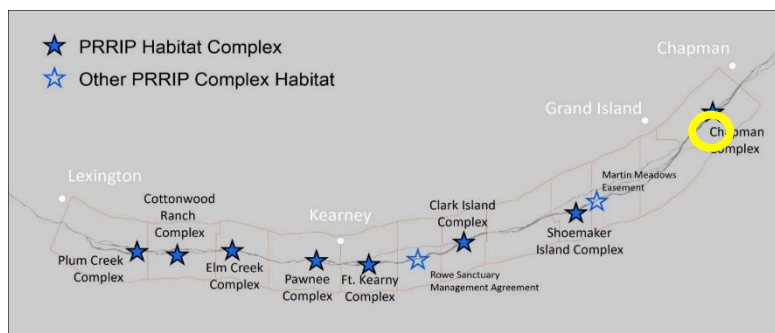 PRRIP Habitat Complex
Other PRRIP Complex Habitat
Chapman
Grand Island
Chapman
Complex
Lexington
Cottonwood
Ranch
Complex
Kearney
Clark Island
Complex
Martin Meadows
Easement
Shoemaker
Island Complex
Plum Creek
Complex
Elm Creek
Complex
Pawnee
Complex
Ft. Kearny
Complex
Rowe Sanctuary
Management Agreement